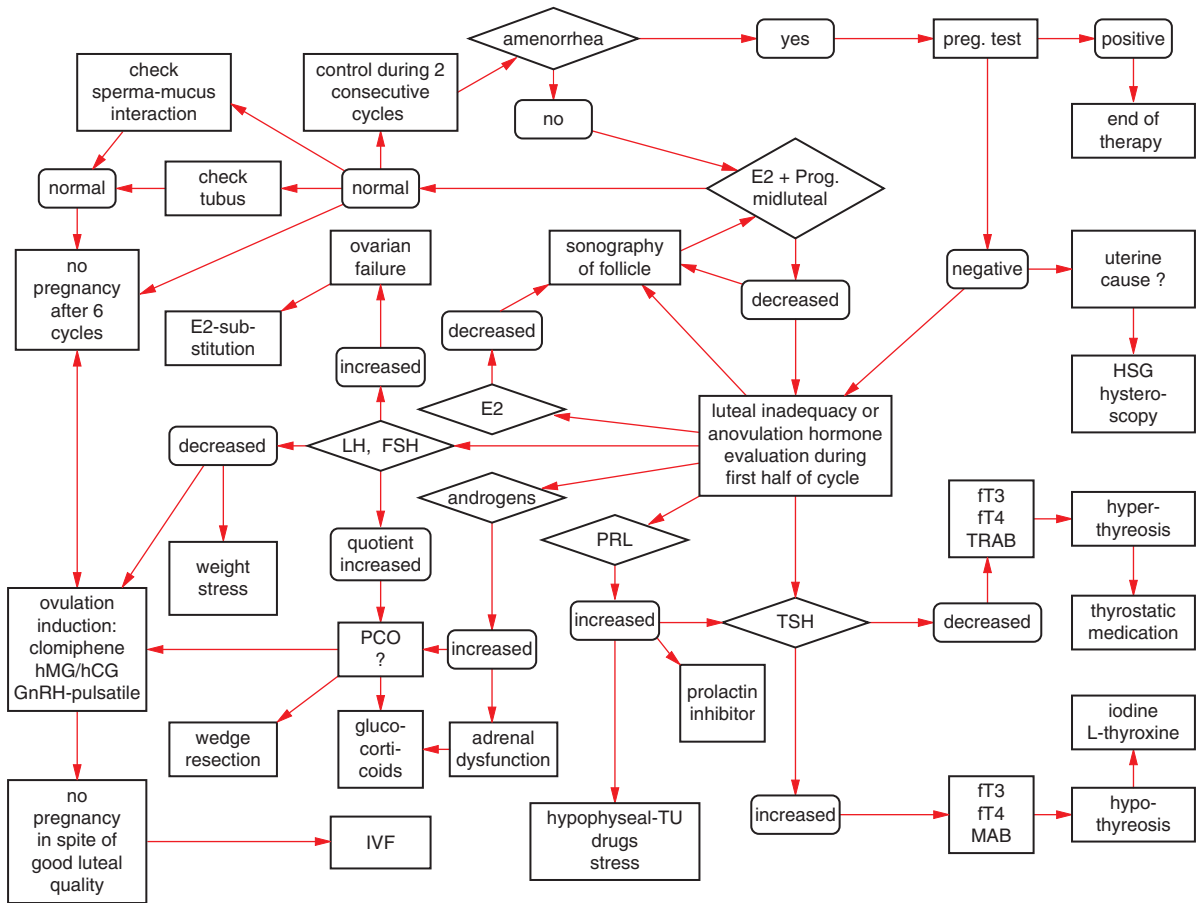 amenorrhea
yes
preg. test
positive
check
sperma-mucus
interaction
control during 2
consecutive
cycles
no
end of
therapy
normal
check
tubus
normal
E2 + Prog.
midluteal
no
pregnancy
after 6
cycles
ovarian
failure
sonography
of follicle
negative
uterine
cause ?
decreased
E2-sub-
stitution
decreased
increased
HSG
hystero-
scopy
E2
luteal inadequacy or
anovulation hormone
evaluation during
first half of cycle
decreased
LH, FSH
androgens
fT3
fT4
TRAB
hyper-
thyreosis
weight
stress
quotient
increased
PRL
ovulation
induction:
clomiphene
hMG/hCG
GnRH-pulsatile
PCO
?
increased
increased
TSH
decreased
thyrostatic
medication
prolactin
inhibitor
wedge
resection
gluco-
corti-
coids
adrenal
dysfunction
iodine
L-thyroxine
no
pregnancy
in spite of
good luteal
quality
IVF
hypophyseal-TU
drugs
stress
increased
fT3
fT4
MAB
hypo-
thyreosis